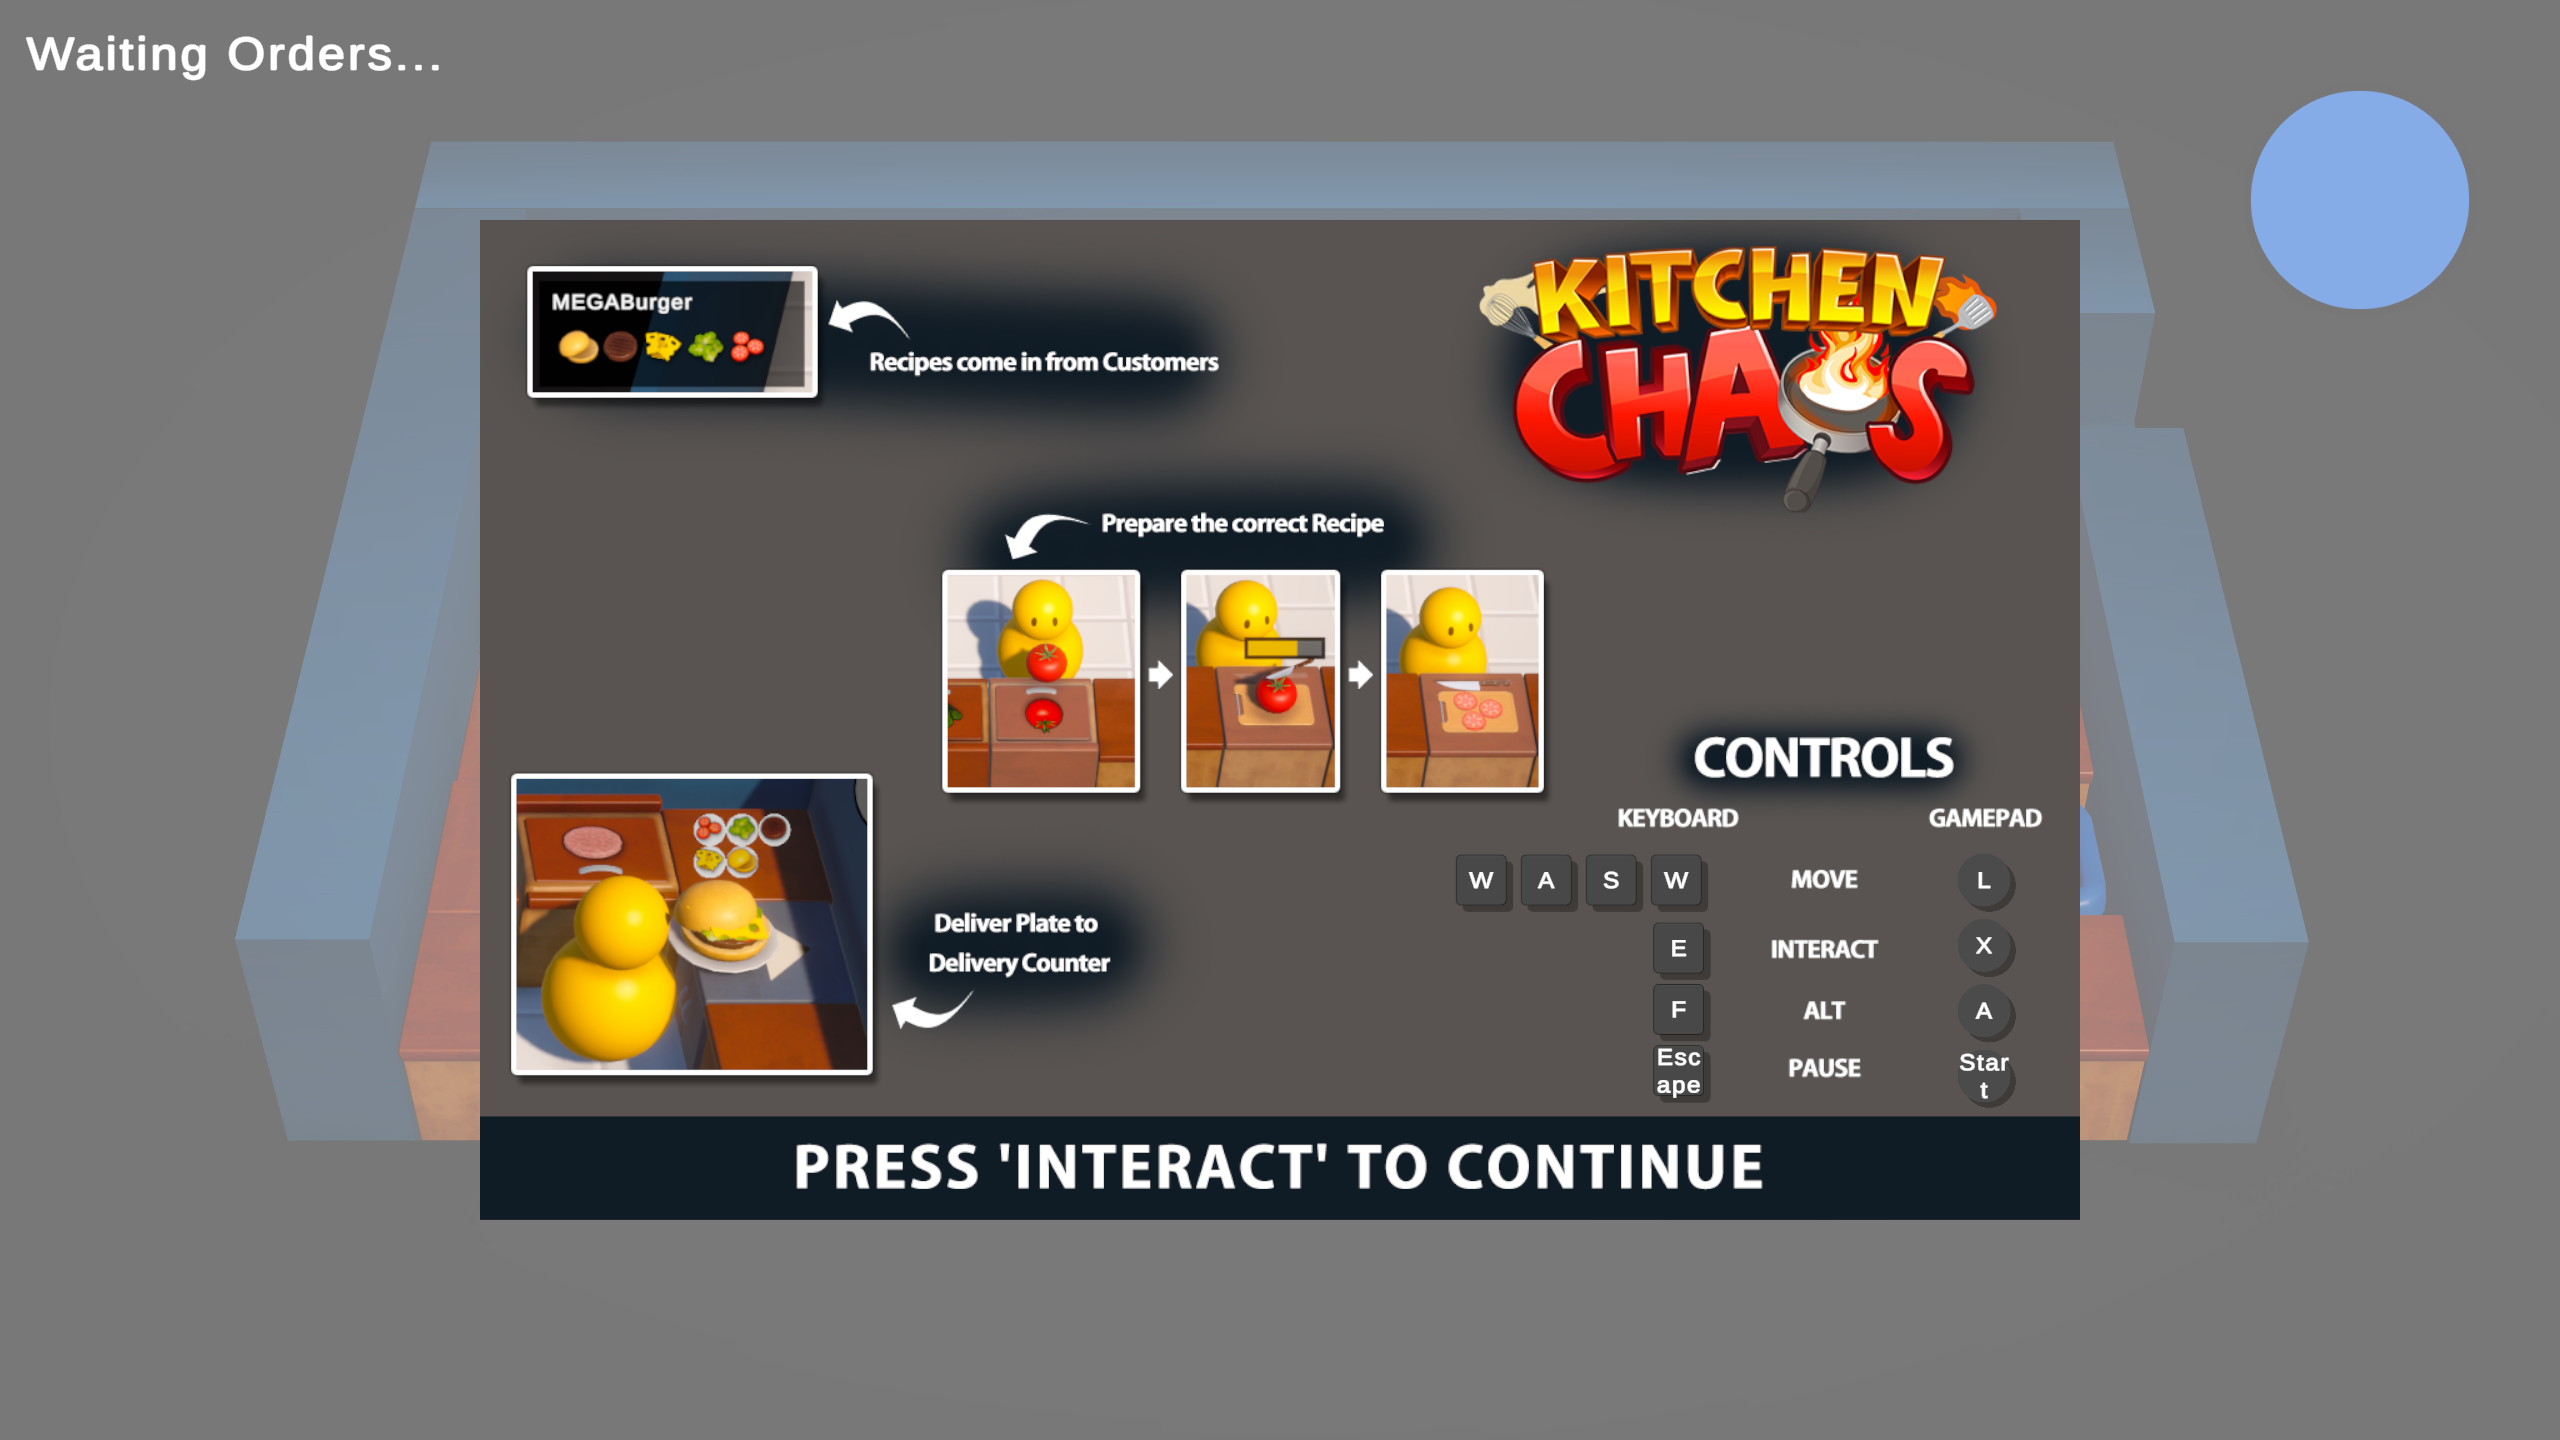 Waiting Orders...
MEGABurger
Recipes come in from Customers
KITCHEN
CHAOS
Prepare the correct Recipe
Deliver Plate to
Delivery Counter
CONTROLS
KEYBOARD GAMEPAD
W A S W MOVE L
E INTERACT X
F ALT A
Esc
ape PAUSE Star
t
PRESS 'INTERACT' TO CONTINUE